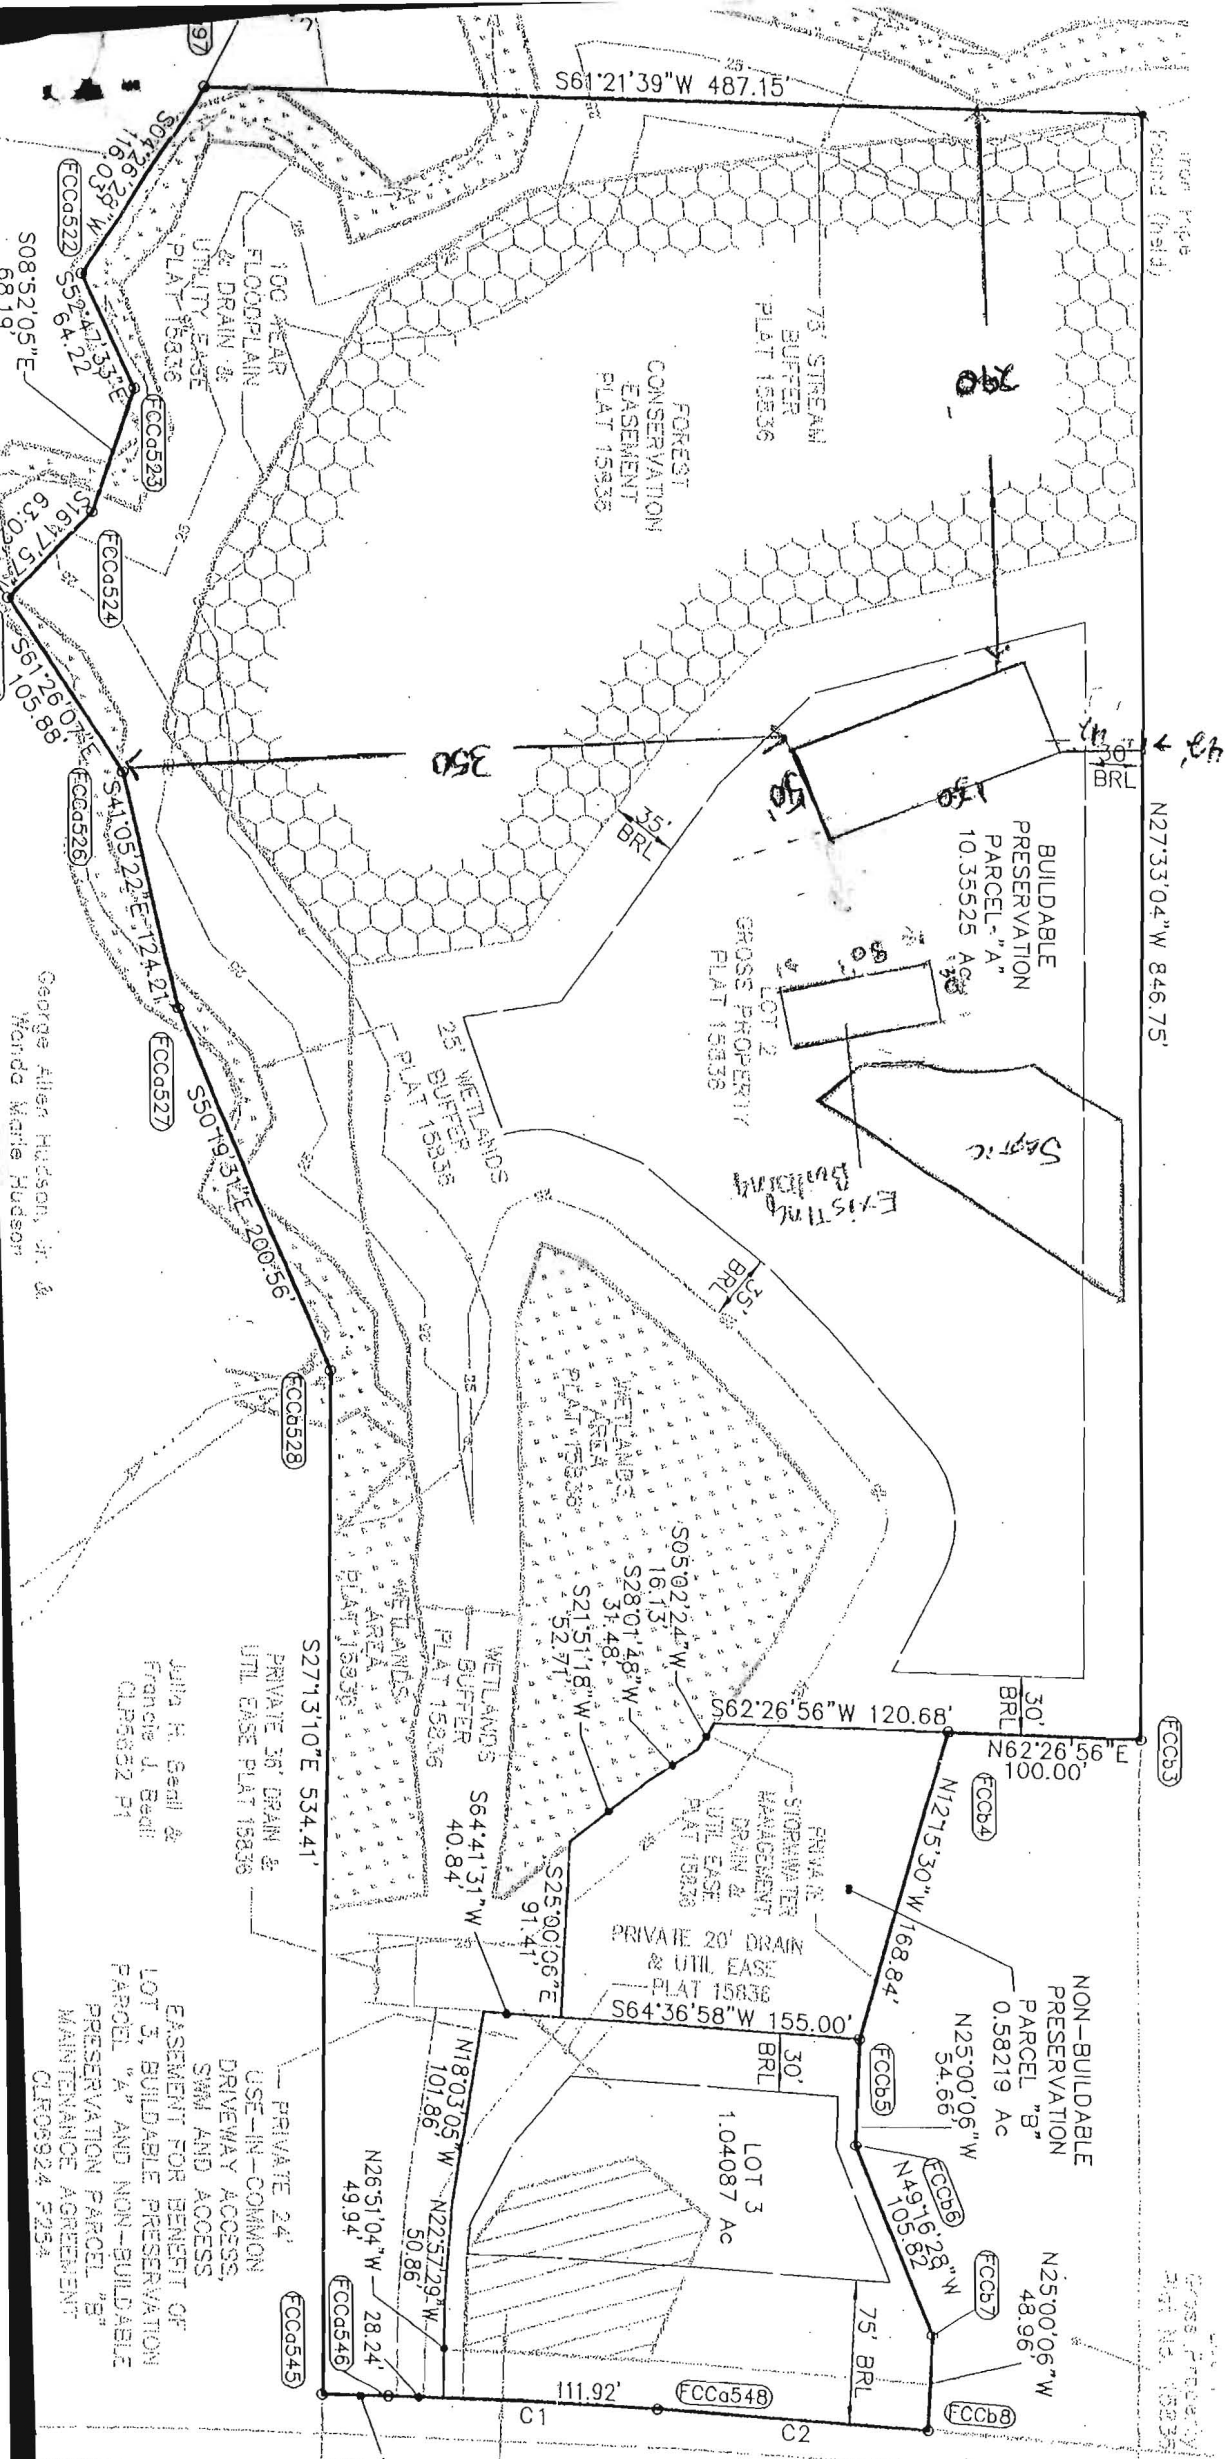 S61°21'39"W 487.15'
Iron Pipe
Found (held)
S04°26'28"W
116.03'
FCCa522
S52°47'33"E
64.22
FCCa523
S08°52'05"E
68.19'
FCCa524
S61°26'07"E
105.88'
FCCa526
S41°05'22"E 124.21
FCCa527
S50°19'31"E 200.56'
FCCa528
S27°13'10"E 534.41'
100 YEAR
FLOODPLAIN
& DRAIN &
UTILITY EASE
PLAT 15836
75' STREAM
BUFFER
PLAT 15836
FOREST
CONSERVATION
EASEMENT
PLAT 15836
290'
350
50'
150
42'
42'
30'
BRL
35'
BRL
N27°33'04"W 846.75'
BUILDABLE
PRESERVATION
PARCEL-"A"
10.35525 Ac
LOT 2
GROSS PROPERTY
PLAT 15836
EXISTING
BUILDING
SEPTIC
25' WETLANDS
BUFFER
PLAT 15836
35'
BRL
WETLANDS
AREA
PLAT 15836
WETLANDS
AREA
PLAT 15836
WETLANDS
BUFFER
PLAT 15836
S05°02'24"W
16.13'
S28°01'48"W
31.48'
S21°51'18"W
52.71'
S62°26'56"W 120.68'
30'
BRL
N62°26'56"E
100.00'
FCCb3
FCCb4
N12°15'30"W 168.84'
PRIVATE
STORMWATER
MANAGEMENT,
DRAIN &
UTIL EASE
PLAT 15836
S25°00'06"E
91.41'
S64°41'31"W
40.84'
PRIVATE 20' DRAIN
& UTIL EASE
PLAT 15836
S64°36'58"W 155.00'
NON-BUILDABLE
PRESERVATION
PARCEL "B"
0.58219 Ac
N25°00'06"W
54.66'
FCCb5
FCCb6
N49°16'28"W
105.82'
FCCb7
N25°00'06"W
48.96'
FCCb8
30'
BRL
LOT 3
1.04087 Ac
75' BRL
N18°03'05"W
101.86'
N22°57'29"W
50.86'
N26°51'04"W
49.94'
28.24'
FCCa546
FCCa545
111.92'
FCCa548
C1
C2
George Allen Hudson, Jr. &
Wanda Marie Hudson
Julia H. Beall &
Francis J. Beall
PRIVATE 36' DRAIN &
UTIL EASE PLAT 15836
PRIVATE 24'
USE-IN-COMMON
DRIVEWAY ACCESS,
SWM AND ACCESS
EASEMENT FOR BENEFIT OF
LOT 3, BUILDABLE PRESERVATION
PARCEL "A" AND NON-BUILDABLE
PRESERVATION PARCEL "B"
MAINTENANCE AGREEMENT